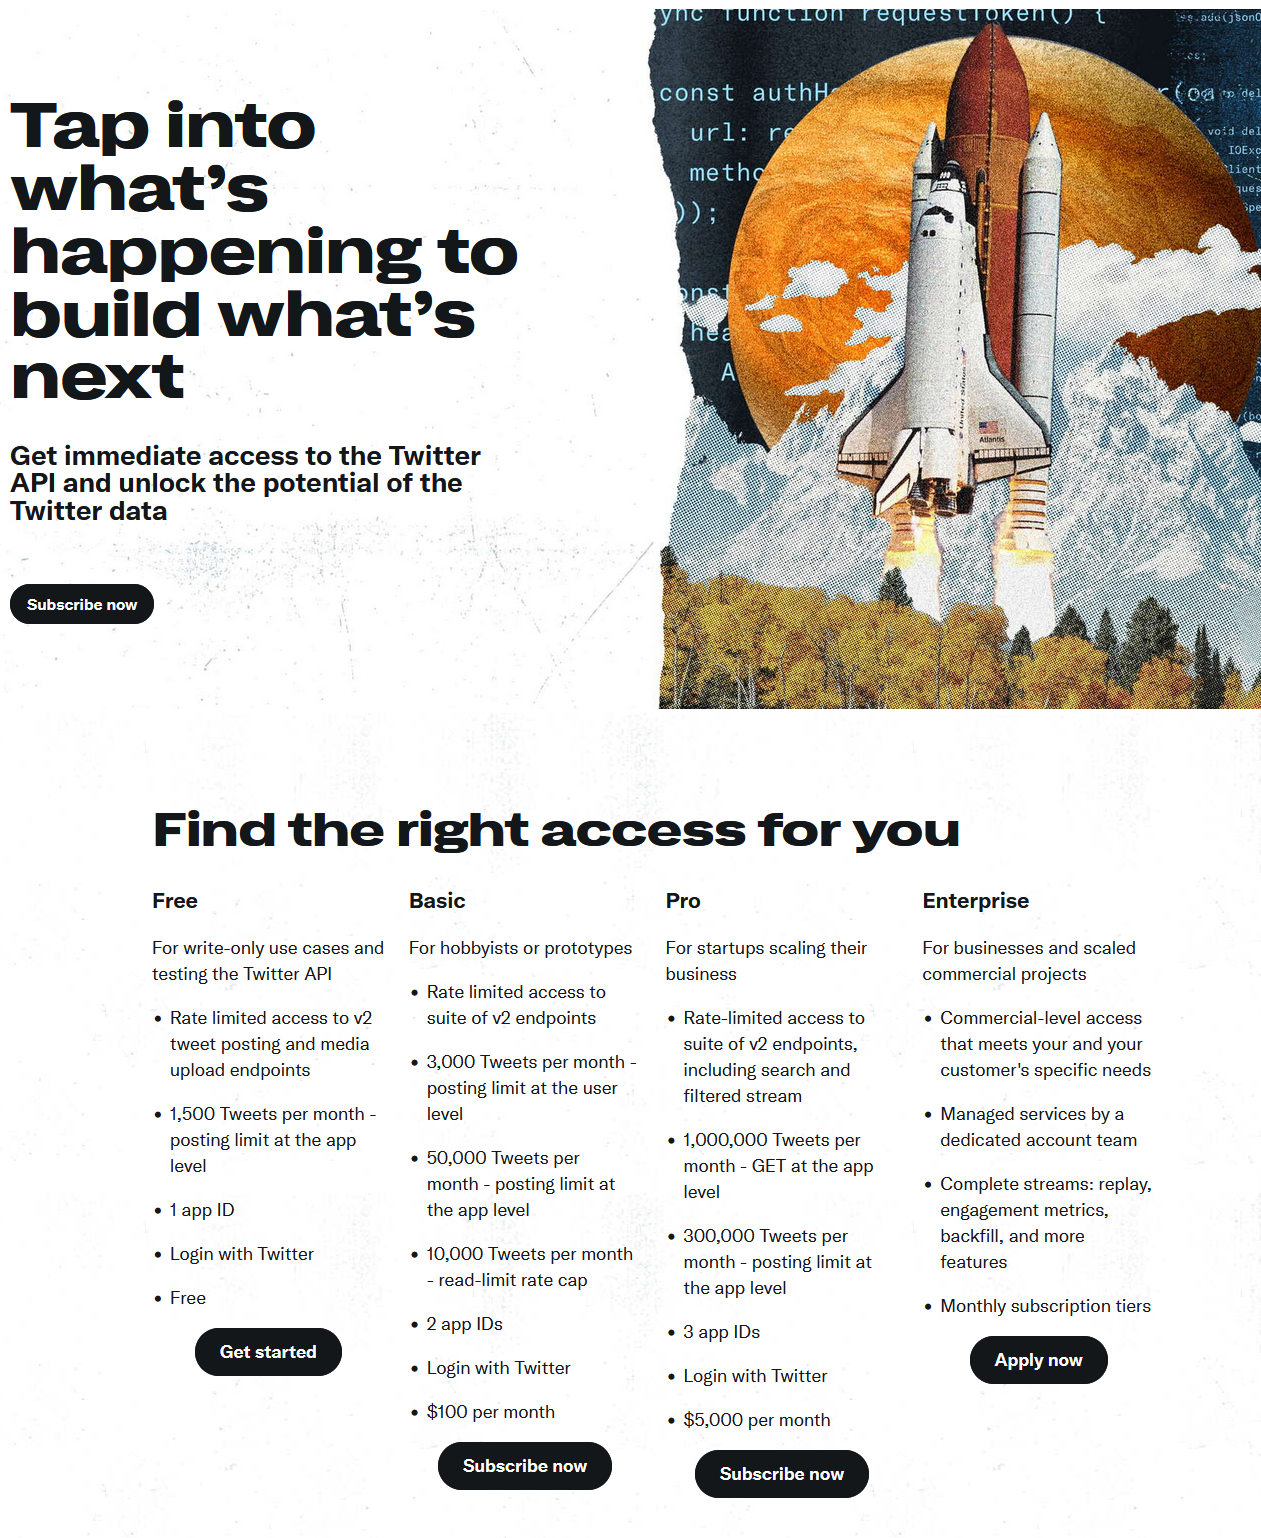 Tap into
what’s
happening to
build what’s
next
Get immediate access to the Twitter
API and unlock the potential of the
Twitter data
Subscribe now
ync function requestToken() {
const authH
url: re
metho
));
const
hea
A
United States
Atlantis
Find the right access for you
Free
For write-only use cases and
testing the Twitter API
• Rate limited access to v2
tweet posting and media
upload endpoints
• 1,500 Tweets per month -
posting limit at the app
level
• 1 app ID
• Login with Twitter
• Free
Get started
Basic
For hobbyists or prototypes
• Rate limited access to
suite of v2 endpoints
• 3,000 Tweets per month -
posting limit at the user
level
• 50,000 Tweets per
month - posting limit at
the app level
• 10,000 Tweets per month
- read-limit rate cap
• 2 app IDs
• Login with Twitter
• $100 per month
Subscribe now
Pro
For startups scaling their
business
• Rate-limited access to
suite of v2 endpoints,
including search and
filtered stream
• 1,000,000 Tweets per
month - GET at the app
level
• 300,000 Tweets per
month - posting limit at
the app level
• 3 app IDs
• Login with Twitter
• $5,000 per month
Subscribe now
Enterprise
For businesses and scaled
commercial projects
• Commercial-level access
that meets your and your
customer's specific needs
• Managed services by a
dedicated account team
• Complete streams: replay,
engagement metrics,
backfill, and more
features
• Monthly subscription tiers
Apply now